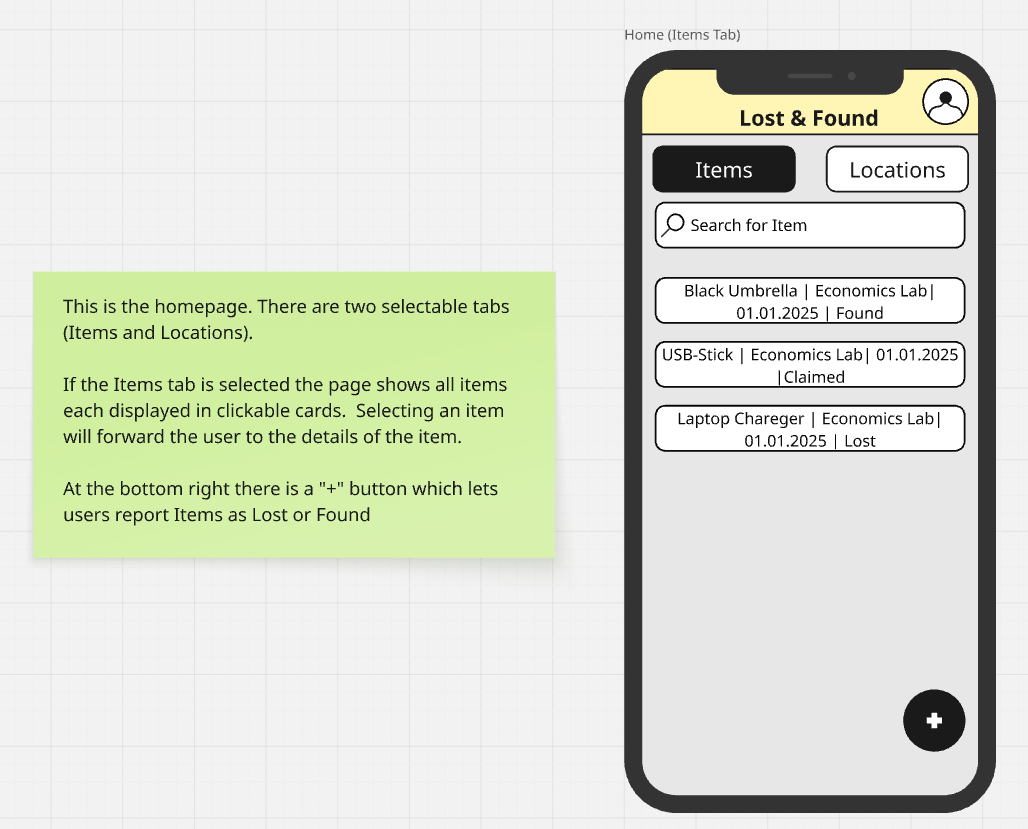 Home (Items Tab)
Lost & Found
Items
Locations
Search for Item
Black Umbrella | Economics Lab|
01.01.2025 | Found
USB-Stick | Economics Lab| 01.01.2025
|Claimed
Laptop Chareger | Economics Lab|
01.01.2025 | Lost
This is the homepage. There are two selectable tabs
(Items and Locations).
If the Items tab is selected the page shows all items
each displayed in clickable cards.  Selecting an item
will forward the user to the details of the item.
At the bottom right there is a "+" button which lets
users report Items as Lost or Found